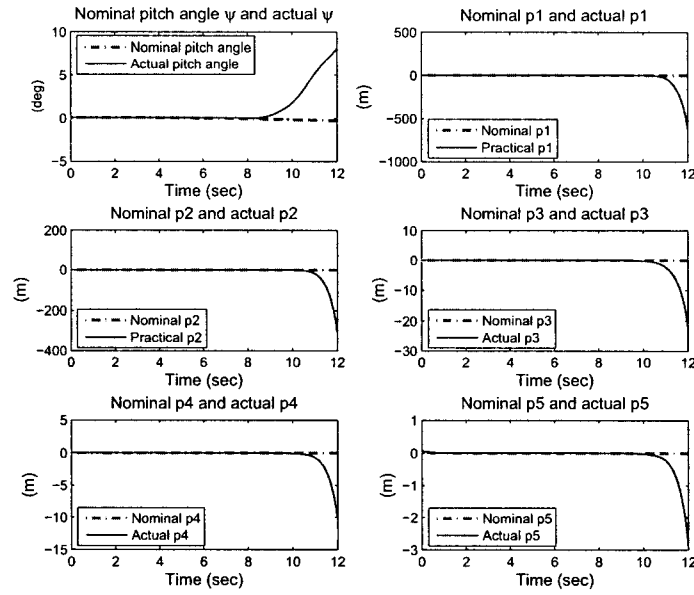 Nominal pitch angle ψ and actual ψ
10
5
0
−5
(deg)
Nominal pitch angle
Actual pitch angle
0 2 4 6 8 10 12
Time (sec)
Nominal p1 and actual p1
500
0
−500
−1000
(m)
Nominal p1
Practical p1
0 2 4 6 8 10 12
Time (sec)
Nominal p2 and actual p2
200
0
−200
−400
(m)
Nominal p2
Practical p2
0 2 4 6 8 10 12
Time (sec)
Nominal p3 and actual p3
10
0
−10
−20
−30
(m)
Nominal p3
Actual p3
0 2 4 6 8 10 12
Time (sec)
Nominal p4 and actual p4
5
0
−5
−10
−15
(m)
Nominal p4
Actual p4
0 2 4 6 8 10 12
Time (sec)
Nominal p5 and actual p5
1
0
−1
−2
−3
(m)
Nominal p5
Actual p5
0 2 4 6 8 10 12
Time (sec)